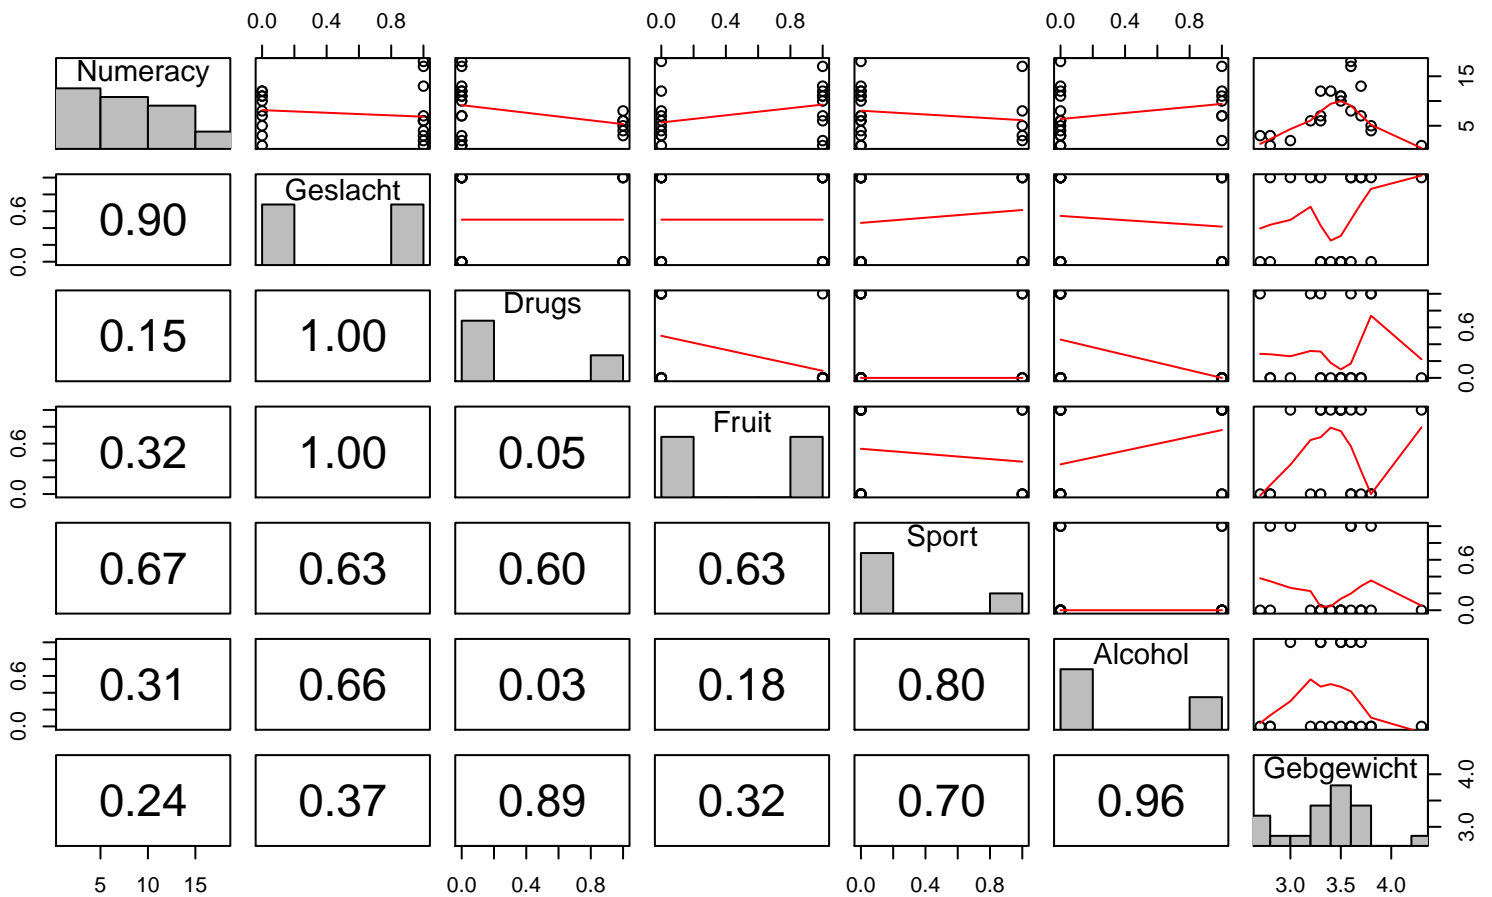 0.0 0.4 0.8 0.0 0.4 0.8 0.0 0.4 0.8
Numeracy 5 15
0.0 0.6 0.90 Geslacht
0.15 1.00 Drugs 0.0 0.6
0.0 0.6 0.32 1.00 0.05 Fruit
0.67 0.63 0.60 0.63 Sport 0.0 0.6
0.0 0.6 0.31 0.66 0.03 0.18 0.80 Alcohol
0.24 0.37 0.89 0.32 0.70 0.96 Gebgewicht 3.0 4.0
5 10 15 0.0 0.4 0.8 0.0 0.4 0.8 3.0 3.5 4.0